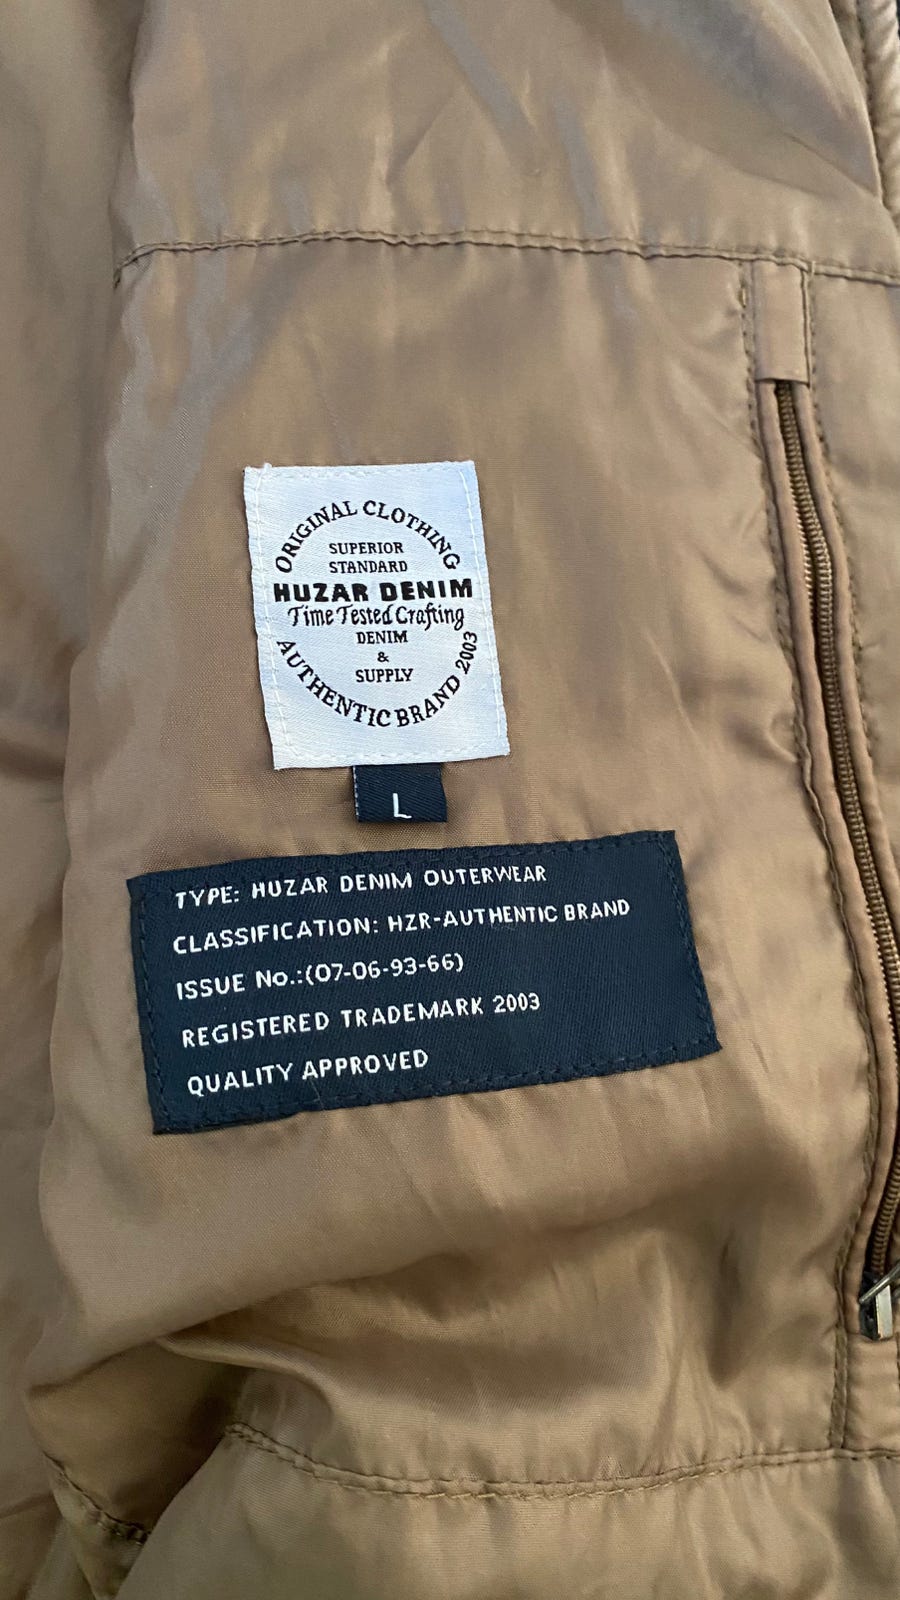 ORIGINAL CLOTHING
SUPERIOR
STANDARD
HUZAR DENIM
Time Tested Crafting
DENIM
&
SUPPLY
AUTHENTIC BRAND 2003
L
TYPE: HUZAR DENIM OUTERWEAR
CLASSIFICATION: HZR-AUTHENTIC BRAND
ISSUE No.:(07-06-93-66)
REGISTERED TRADEMARK 2003
QUALITY APPROVED